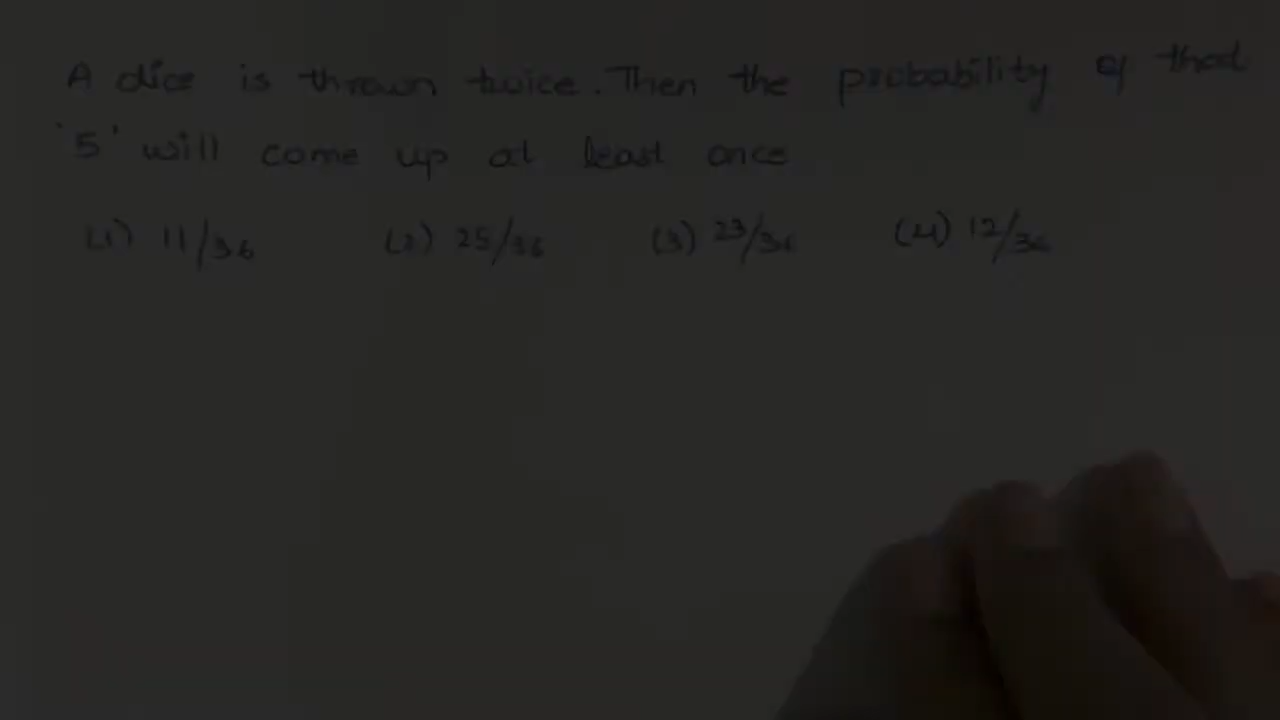 A dice is thrown twice. Then the probability of that
'5' will come up at least once
(1) 11/36 (2) 25/36 (3) 23/36 (4) 12/36